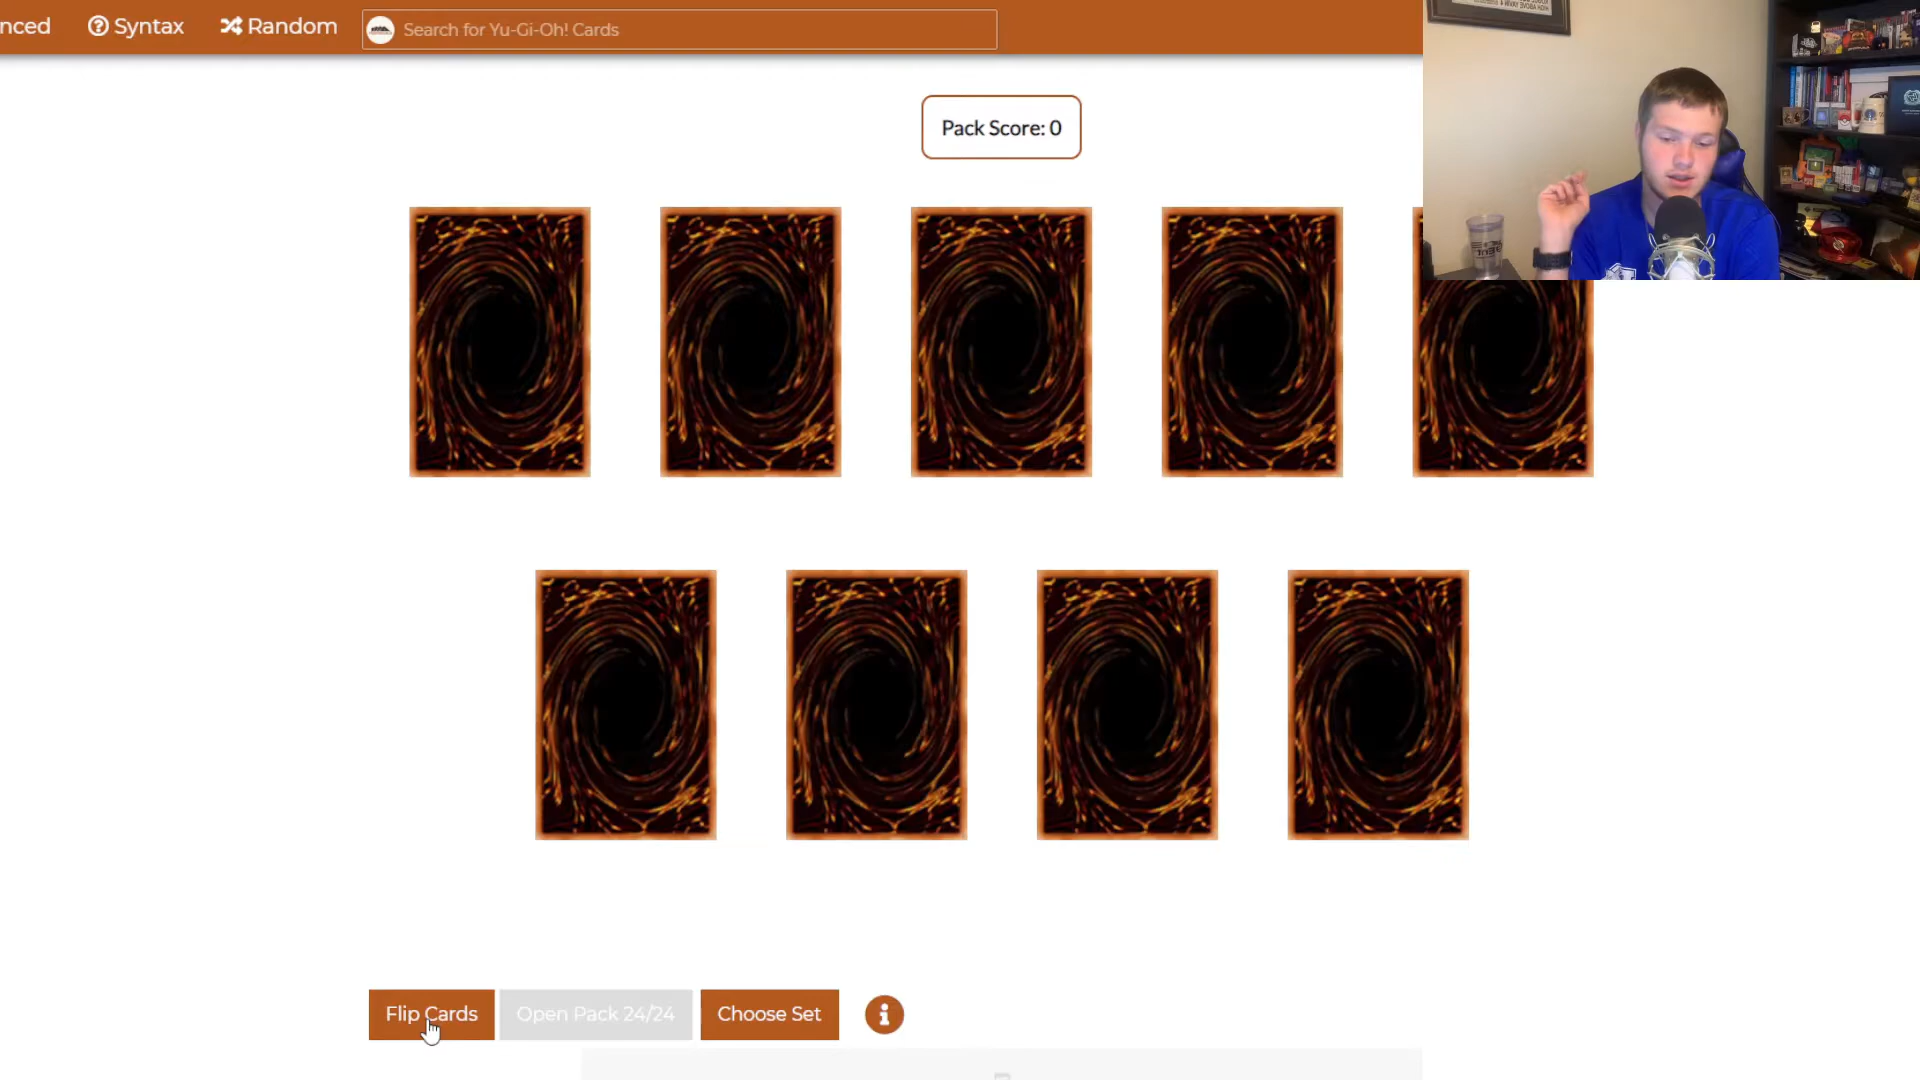 nced Syntax Random Search for Yu-Gi-Oh! Cards
Pack Score: 0
Flip Cards Open Pack 24/24 Choose Set